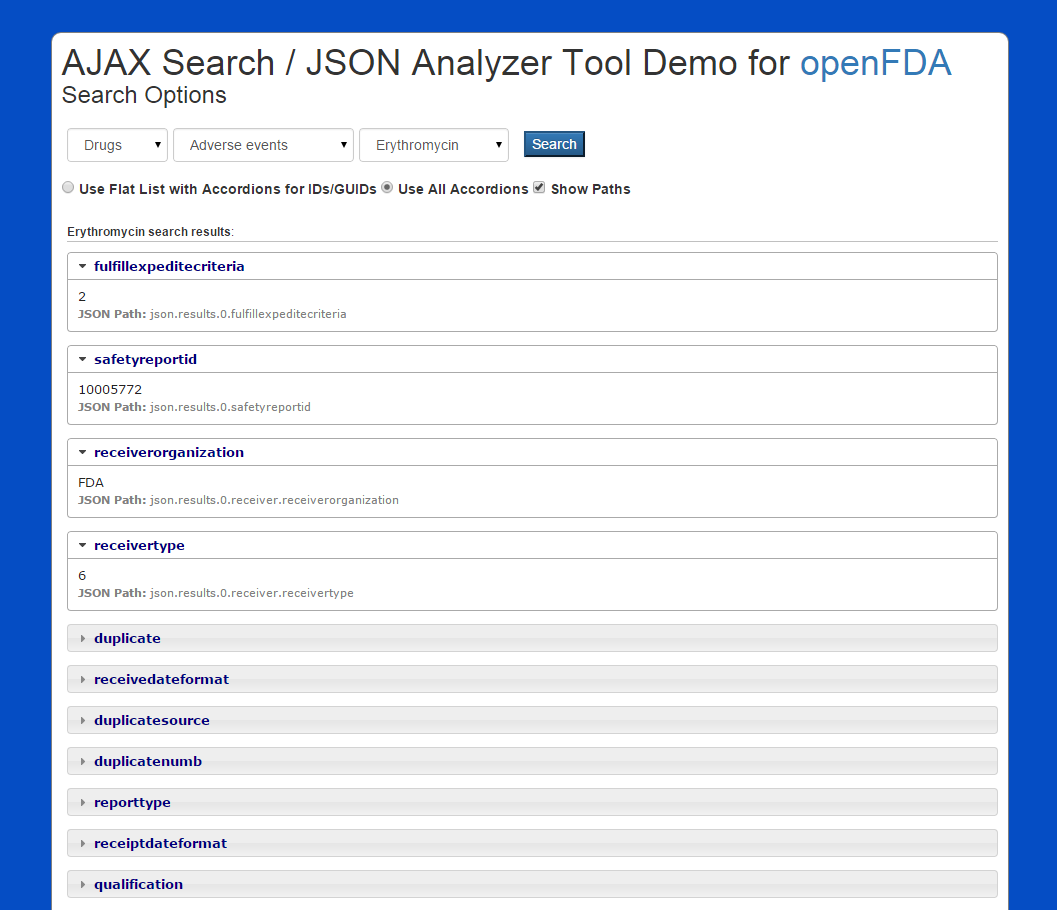 AJAX Search / JSON Analyzer Tool Demo for openFDA
Search Options
Drugs Adverse events Erythromycin Search
Use Flat List with Accordions for IDs/GUIDs Use All Accordions Show Paths
Erythromycin search results:
fulfillexpeditecriteria
2
JSON Path: json.results.0.fulfillexpeditecriteria
safetyreportid
10005772
JSON Path: json.results.0.safetyreportid
receiverorganization
FDA
JSON Path: json.results.0.receiver.receiverorganization
receivertype
6
JSON Path: json.results.0.receiver.receivertype
duplicate
receivedateformat
duplicatesource
duplicatenumb
reporttype
receiptdateformat
qualification